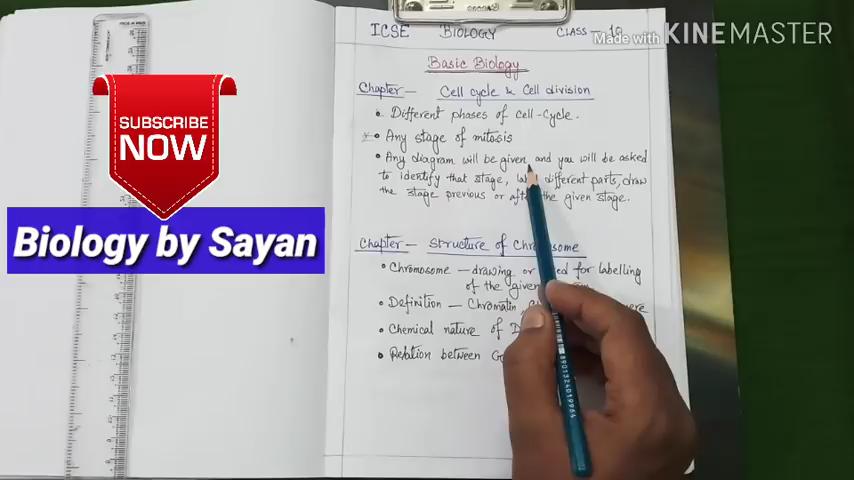 ICSE BIOLOGY CLASS - 10
Made with KINEMASTER
Basic Biology
Chapter - Cell cycle & Cell division
• Different phases of cell-cycle.
* • Any stage of mitosis
• Any diagram will be given and you will be asked
to identify that stage, different parts, draw
the stage previous or after the given stage.
SUBSCRIBE
NOW
Biology by Sayan
Chapter - Structure of Chromosome
• Chromosome - drawing or for labelling
of the given
• Definition - Chromatin,
• Chemical nature of
• Relation between